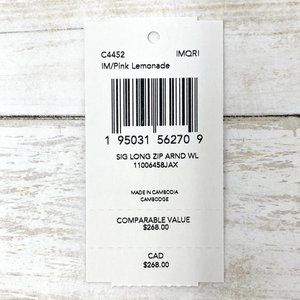 C4452 IMQRI
IM/Pink Lemonade
1 95031 56270 9
SIG LONG ZIP ARND WL
11006458JAX
MADE IN CAMBODIA
CAMBODGE
COMPARABLE VALUE
$268.00
CAD
$268.00